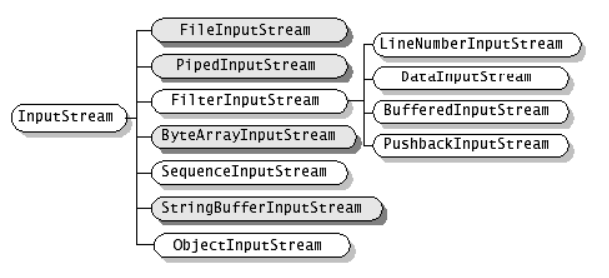 InputStream
FileInputStream
PipedInputStream
FilterInputStream
ByteArrayInputStream
SequenceInputStream
StringBufferInputStream
ObjectInputStream
LineNumberInputStream
DataInputStream
BufferedInputStream
PushbackInputStream